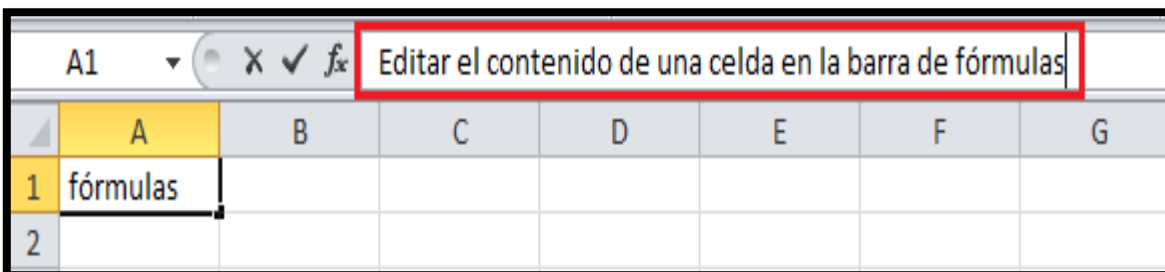 A1 fx Editar el contenido de una celda en la barra de fórmulas
A B C D E F G
1 fórmulas
2